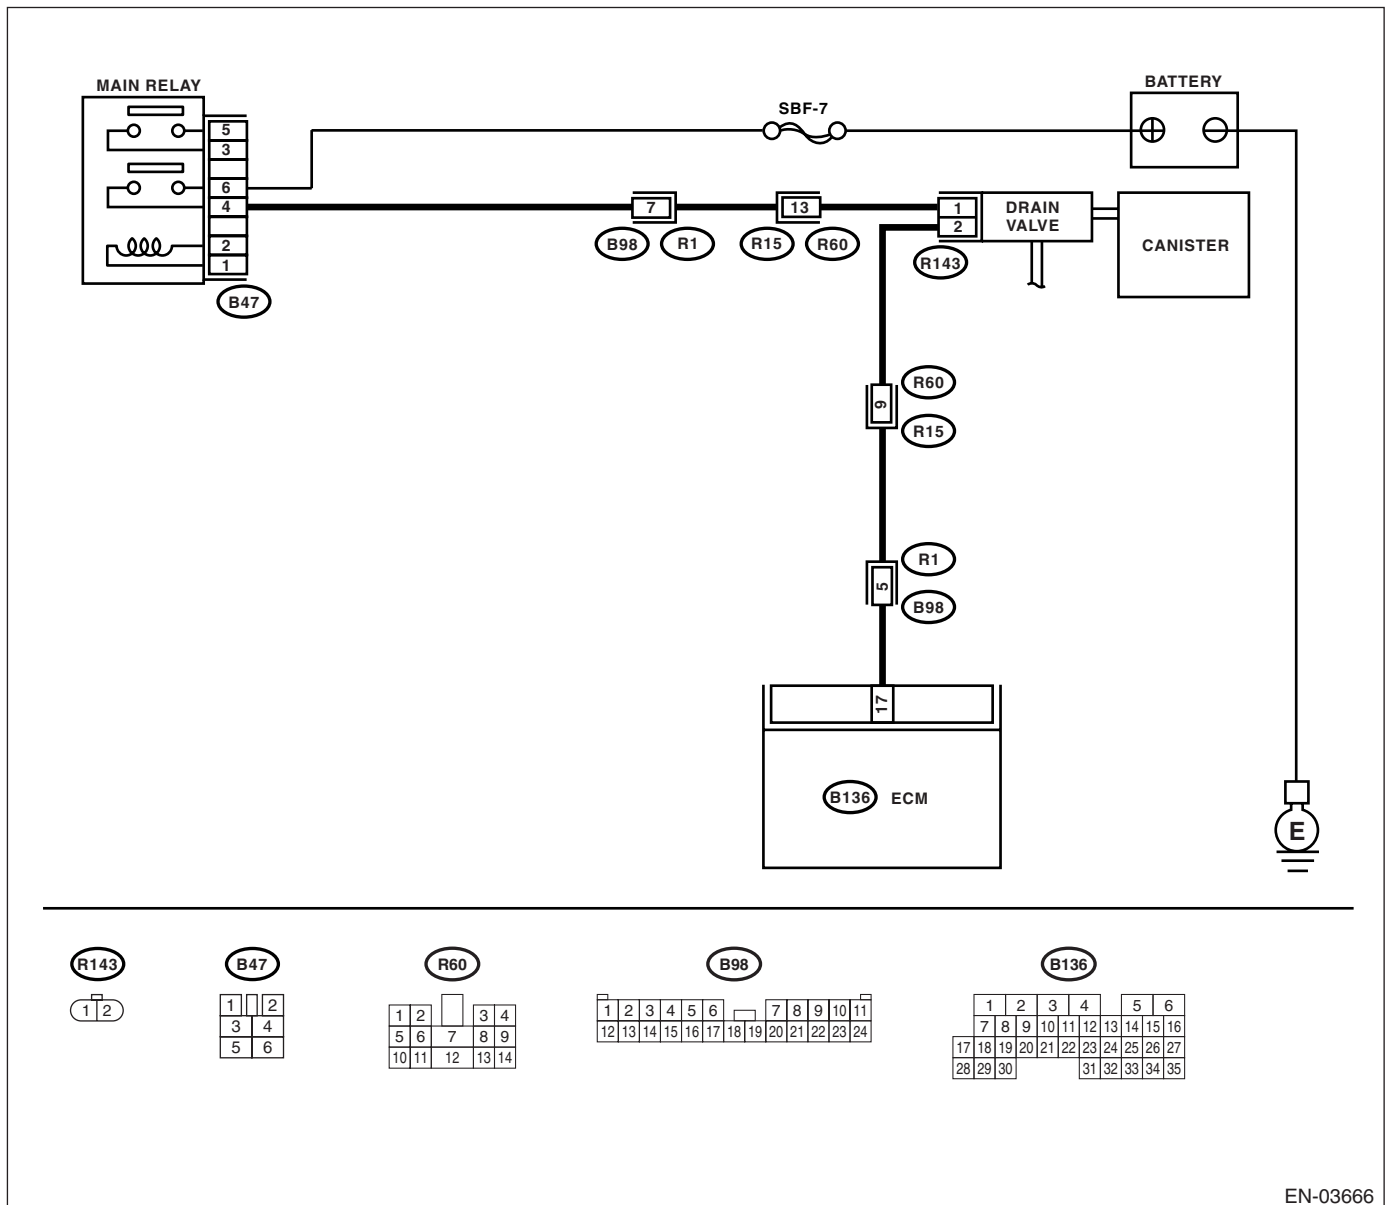 MAIN RELAY
BATTERY
SBF-7
5
3
6
4
2
1
B47
7
B98 R1
13
R15 R60
1
2
R143
DRAIN
VALVE
CANISTER
R60
9
R15
R1
5
B98
17
B136 ECM
E
R143 B47 R60 B98 B136
1 2
1 2
3 4
5 6
1 2 3 4
5 6 7 8 9
10 11 12 13 14
1 2 3 4 5 6 7 8 9 10 11
12 13 14 15 16 17 18 19 20 21 22 23 24
1 2 3 4 5 6
7 8 9 10 11 12 13 14 15 16
17 18 19 20 21 22 23 24 25 26 27
28 29 30 31 32 33 34 35
EN-03666